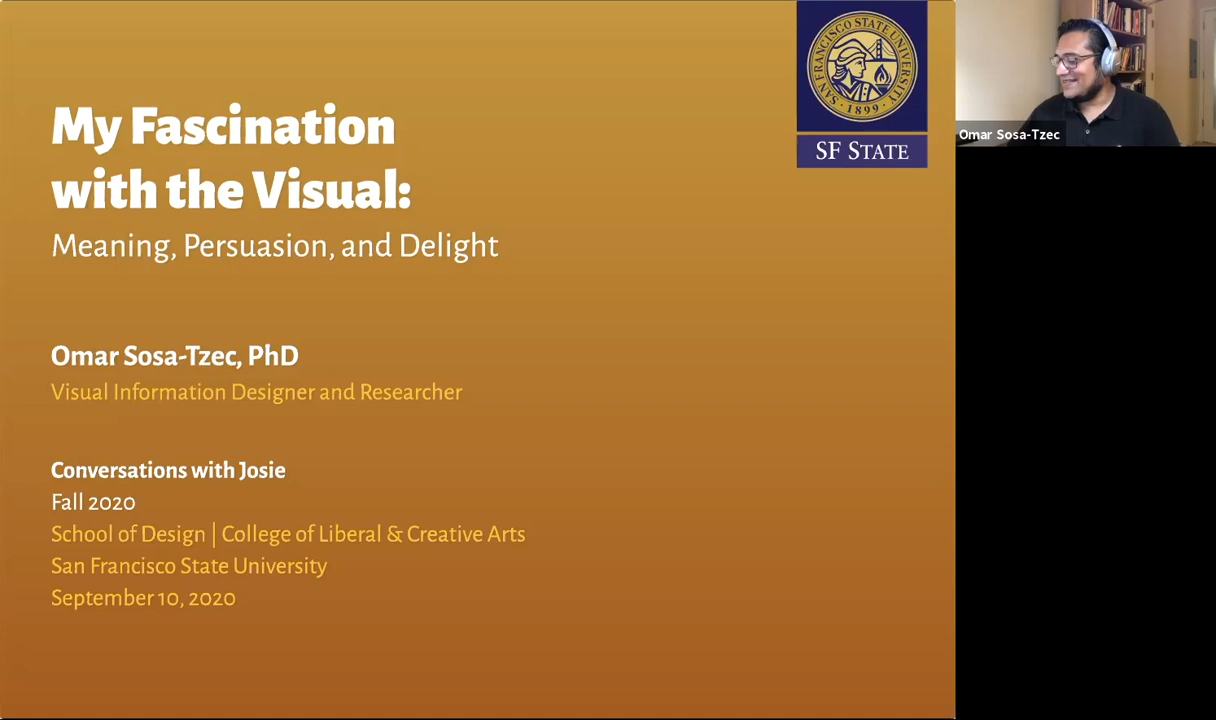 My Fascination
with the Visual:
Meaning, Persuasion, and Delight
Omar Sosa-Tzec, PhD
Visual Information Designer and Researcher
Conversations with Josie
Fall 2020
School of Design | College of Liberal & Creative Arts
San Francisco State University
September 10, 2020
SAN FRANCISCO STATE UNIVERSITY
· 1899 ·
SF STATE
Omar Sosa-Tzec